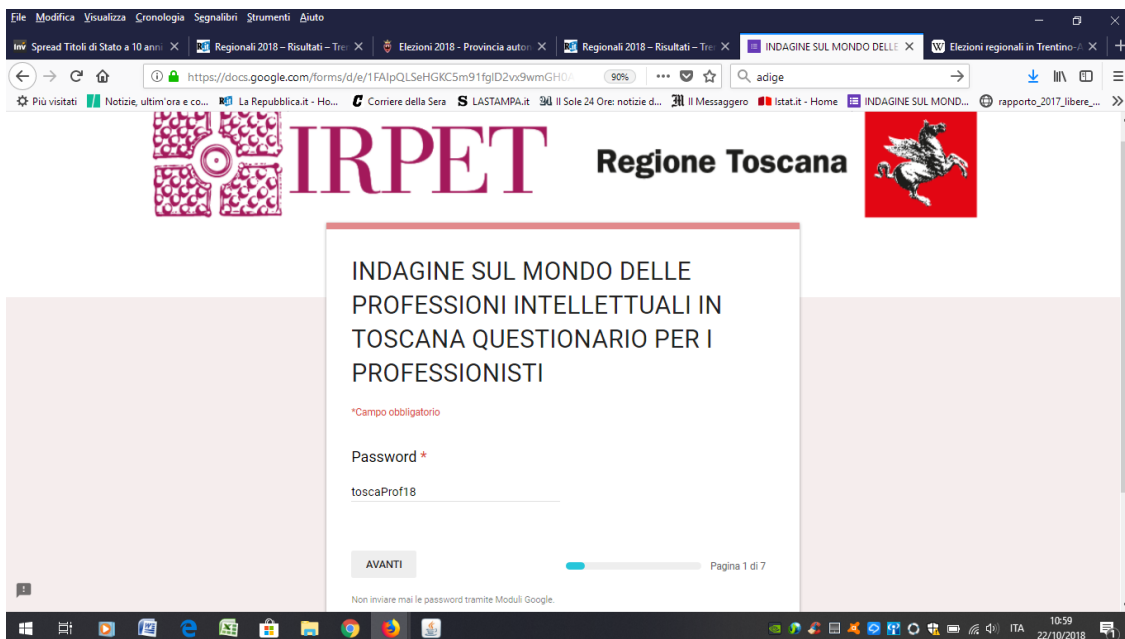 File Modifica Visualizza Cronologia Segnalibri Strumenti Aiuto
Inv Spread Titoli di Stato a 10 anni
Regionali 2018 – Risultati – Tre
Elezioni 2018 - Provincia auton
Regionali 2018 – Risultati – Tre
INDAGINE SUL MONDO DELLE
W Elezioni regionali in Trentino-A
https://docs.google.com/forms/d/e/1FAIpQLSeHGKC5m91fglD2vx9wmGH0
90%
adige
Più visitati
Notizie, ultim'ora e co...
La Repubblica.it - Ho...
Corriere della Sera
S LASTAMPA.it
Il Sole 24 Ore: notizie d...
Il Messaggero
Istat.it - Home
INDAGINE SUL MOND...
rapporto_2017_libere_...
IRPET
Regione Toscana
INDAGINE SUL MONDO DELLE
PROFESSIONI INTELLETTUALI IN
TOSCANA QUESTIONARIO PER I
PROFESSIONISTI
*Campo obbligatorio
Password *
toscaProf18
AVANTI
Pagina 1 di 7
Non inviare mai le password tramite Moduli Google.
ITA
10:59
22/10/2018